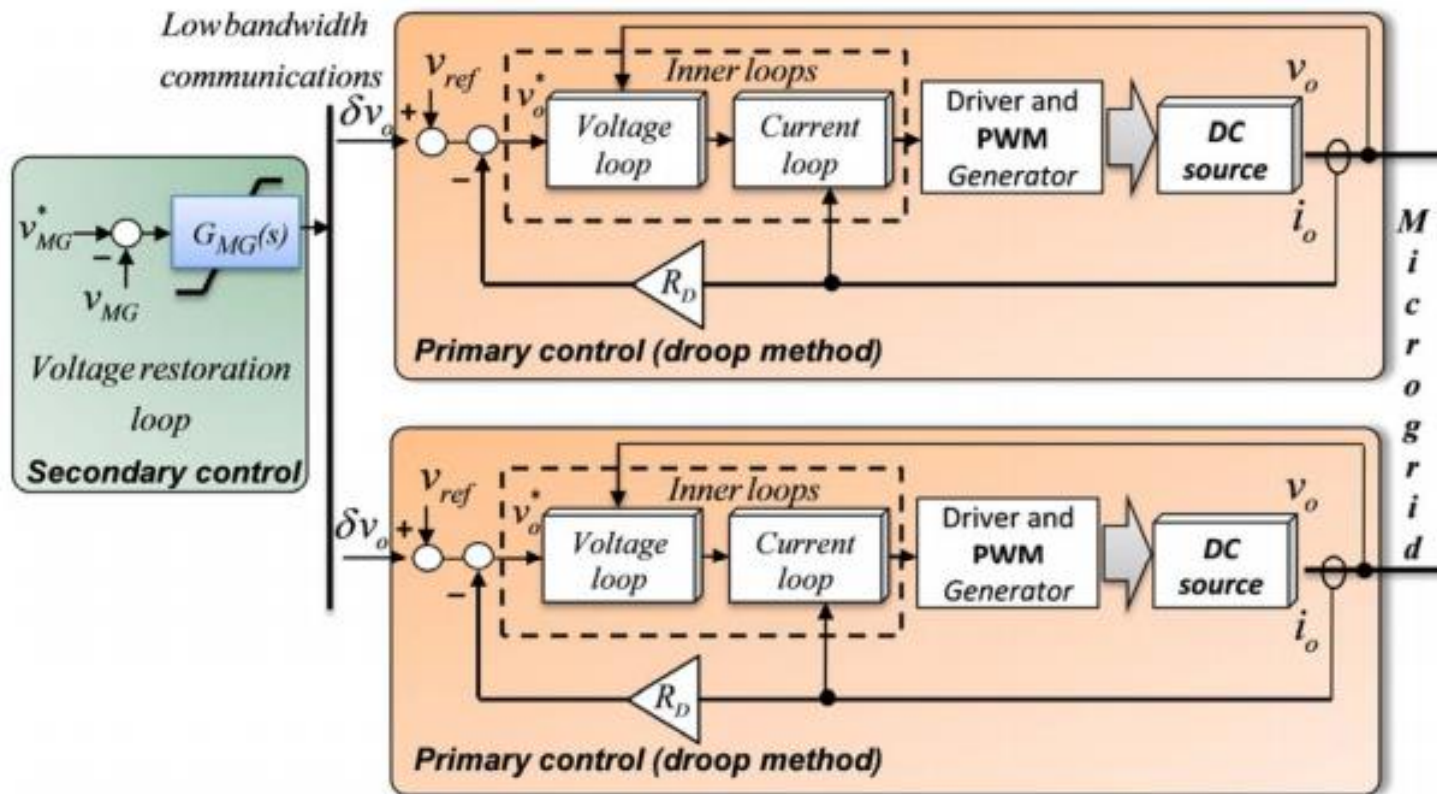 Low bandwidth
communications
δv_o
+
v_ref
−
v_o^*
Inner loops
Voltage
loop
Current
loop
Driver and
PWM
Generator
DC
source
v_o
i_o
R_D
Primary control (droop method)
Microgrid
v_MG^*
−
v_MG
G_MG(s)
Voltage restoration
loop
Secondary control
δv_o
+
v_ref
−
v_o^*
Inner loops
Voltage
loop
Current
loop
Driver and
PWM
Generator
DC
source
v_o
i_o
R_D
Primary control (droop method)